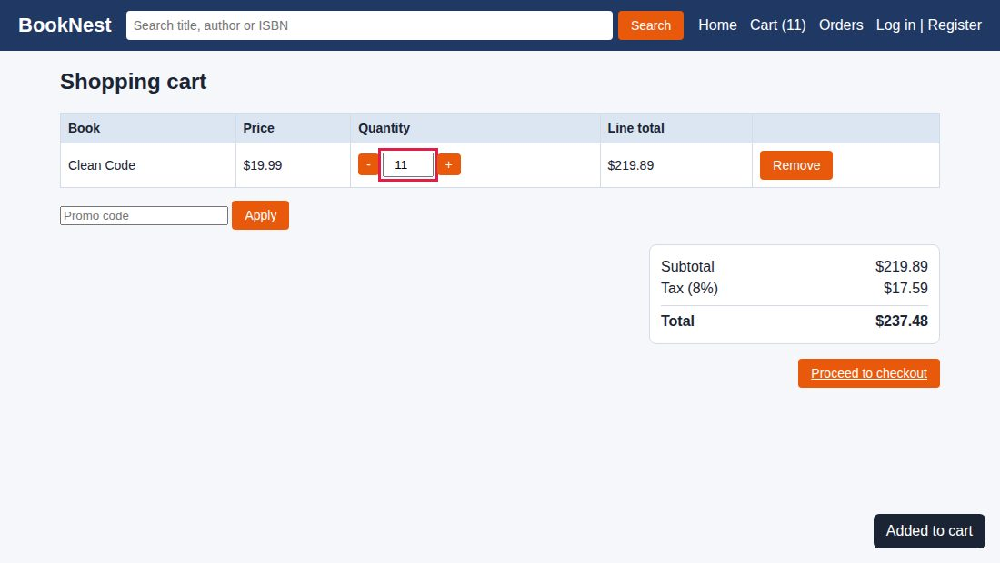 BookNest Search title, author or ISBN Search Home Cart (11) Orders Log in | Register
Shopping cart
Book Price Quantity Line total
Clean Code $19.99 - 11 + $219.89 Remove
Promo code Apply
Subtotal $219.89
Tax (8%) $17.59
Total $237.48
Proceed to checkout
Added to cart